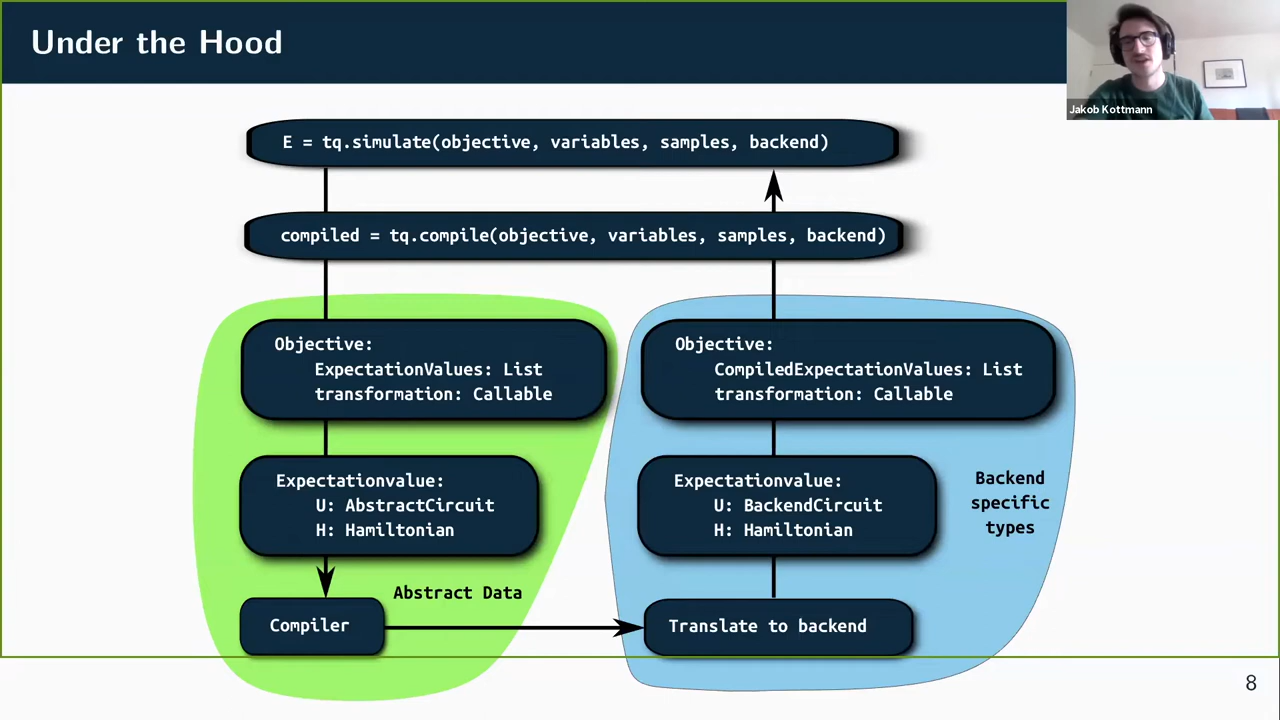 Under the Hood
Jakob Kottmann
E = tq.simulate(objective, variables, samples, backend)
compiled = tq.compile(objective, variables, samples, backend)
Objective:
ExpectationValues: List
transformation: Callable
Objective:
CompiledExpectationValues: List
transformation: Callable
Expectationvalue:
U: AbstractCircuit
H: Hamiltonian
Expectationvalue:
U: BackendCircuit
H: Hamiltonian
Backend
specific
types
Abstract Data
Compiler
Translate to backend
8